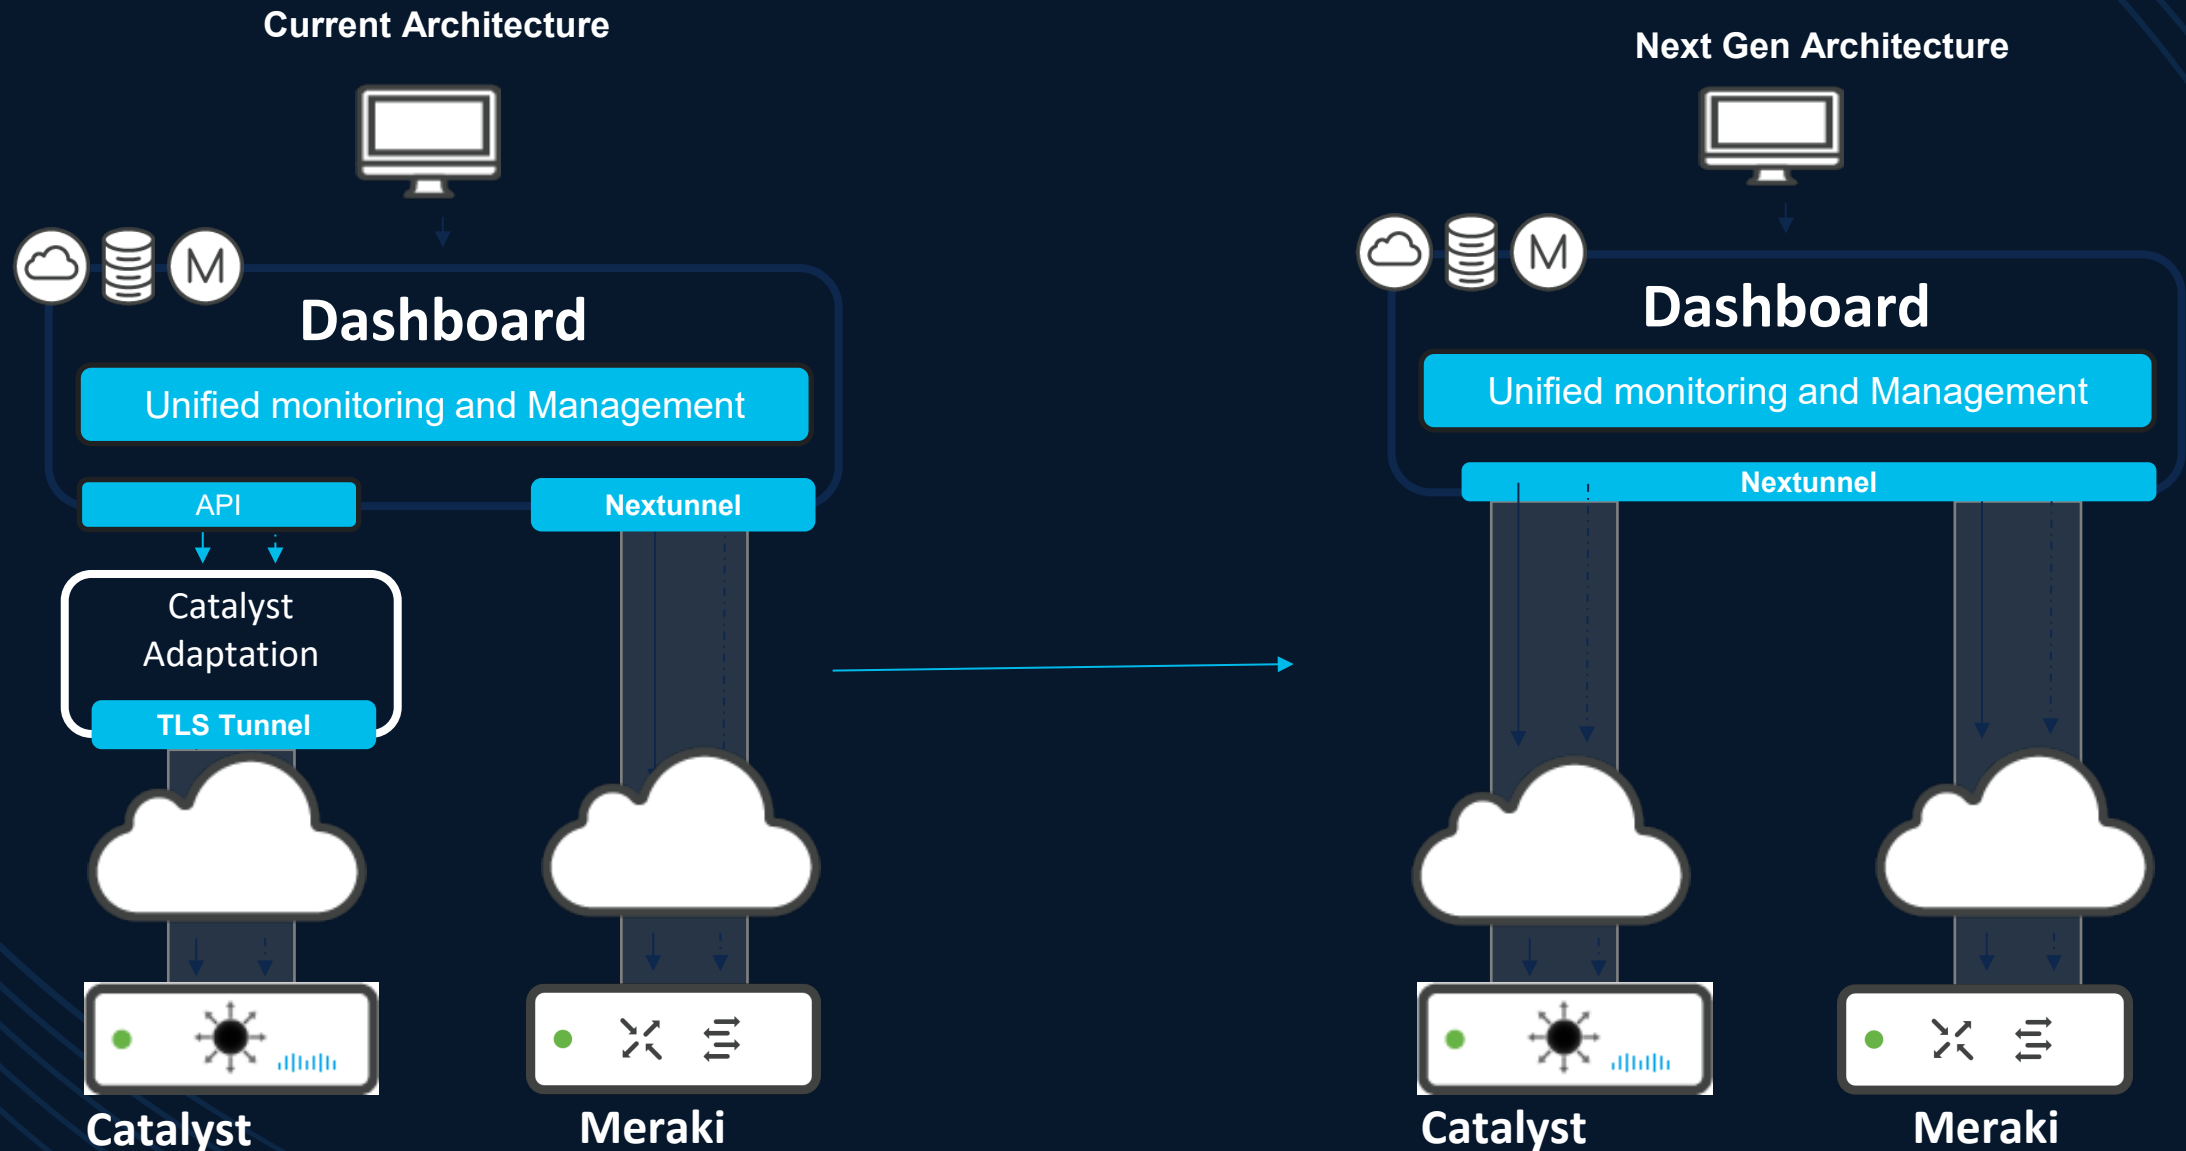 Current Architecture
M
Dashboard
Unified monitoring and Management
API
Nextunnel
Catalyst
Adaptation
TLS Tunnel
Catalyst
Meraki
Next Gen Architecture
M
Dashboard
Unified monitoring and Management
Nextunnel
Catalyst
Meraki